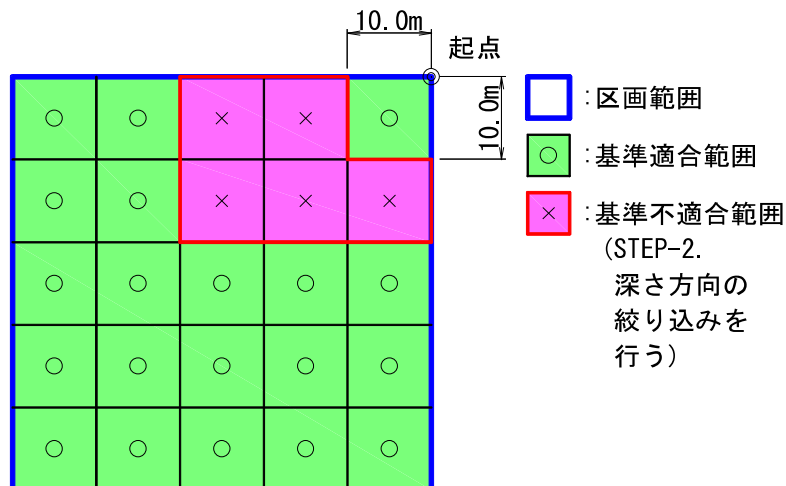 10.0m
起点
10.0m
：区画範囲
○ ○ × × ○
○：基準適合範囲
○ ○ × × ×
×：基準不適合範囲
(STEP-2.
深さ方向の
絞り込みを
行う)
○ ○ ○ ○ ○
○ ○ ○ ○ ○
○ ○ ○ ○ ○